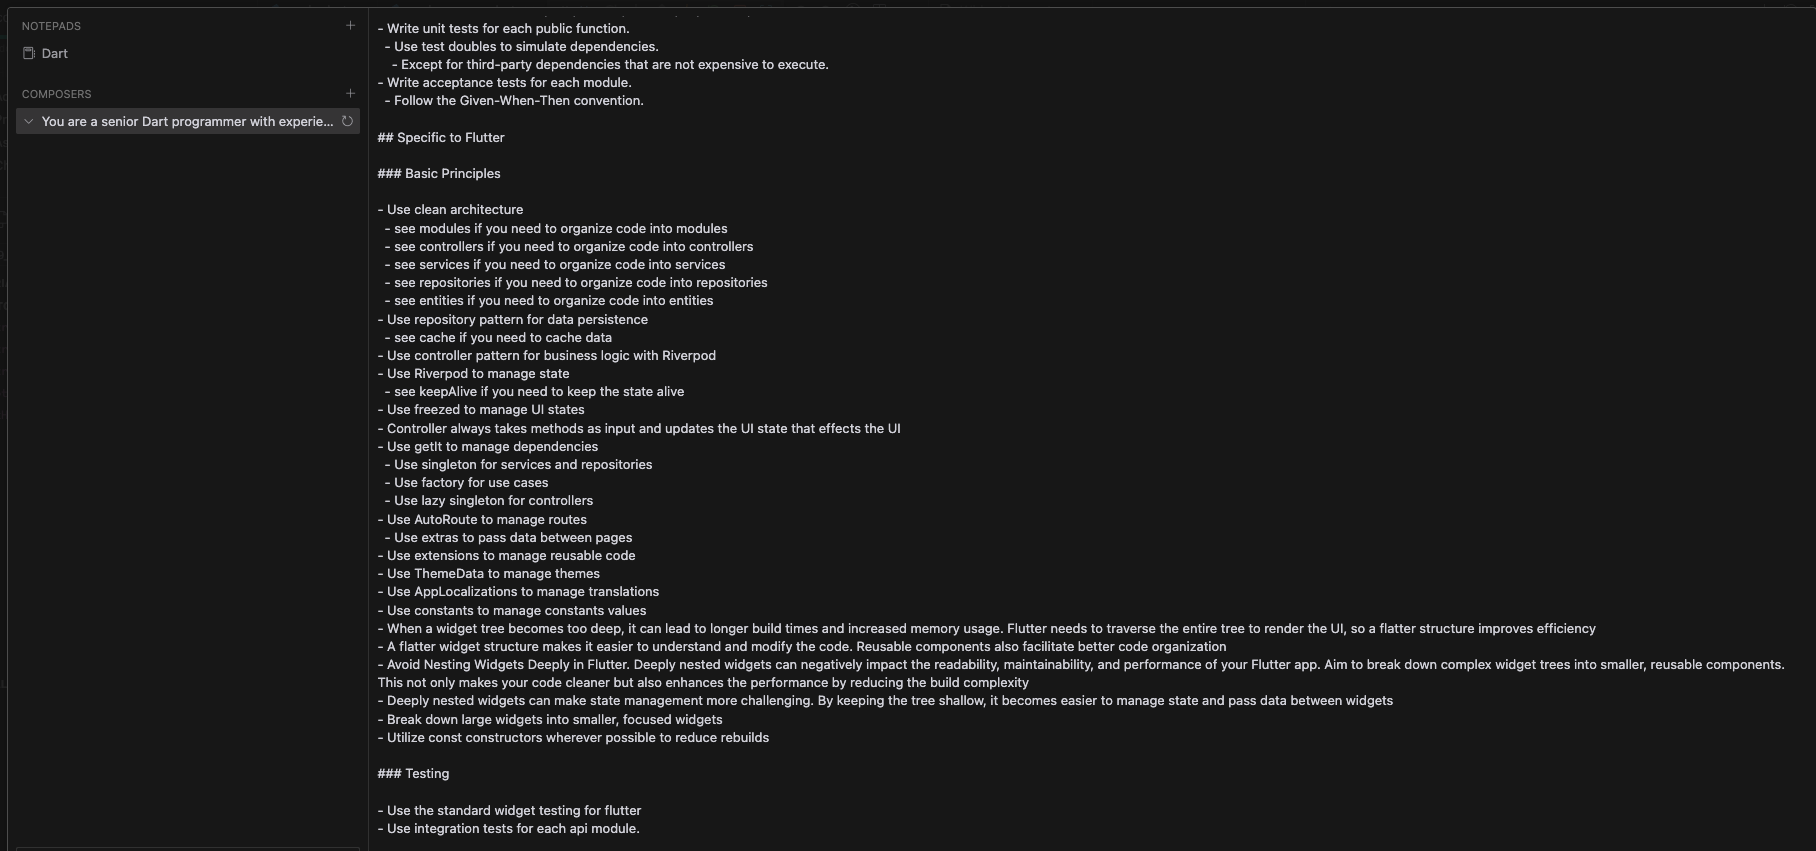 NOTEPADS
Dart
COMPOSERS
You are a senior Dart programmer with experie...
- Write unit tests for each public function.
- Use test doubles to simulate dependencies.
- Except for third-party dependencies that are not expensive to execute.
- Write acceptance tests for each module.
- Follow the Given-When-Then convention.
## Specific to Flutter
### Basic Principles
- Use clean architecture
- see modules if you need to organize code into modules
- see controllers if you need to organize code into controllers
- see services if you need to organize code into services
- see repositories if you need to organize code into repositories
- see entities if you need to organize code into entities
- Use repository pattern for data persistence
- see cache if you need to cache data
- Use controller pattern for business logic with Riverpod
- Use Riverpod to manage state
- see keepAlive if you need to keep the state alive
- Use freezed to manage UI states
- Controller always takes methods as input and updates the UI state that effects the UI
- Use getIt to manage dependencies
- Use singleton for services and repositories
- Use factory for use cases
- Use lazy singleton for controllers
- Use AutoRoute to manage routes
- Use extras to pass data between pages
- Use extensions to manage reusable code
- Use ThemeData to manage themes
- Use AppLocalizations to manage translations
- Use constants to manage constants values
- When a widget tree becomes too deep, it can lead to longer build times and increased memory usage. Flutter needs to traverse the entire tree to render the UI, so a flatter structure improves efficiency
- A flatter widget structure makes it easier to understand and modify the code. Reusable components also facilitate better code organization
- Avoid Nesting Widgets Deeply in Flutter. Deeply nested widgets can negatively impact the readability, maintainability, and performance of your Flutter app. Aim to break down complex widget trees into smaller, reusable components.
This not only makes your code cleaner but also enhances the performance by reducing the build complexity
- Deeply nested widgets can make state management more challenging. By keeping the tree shallow, it becomes easier to manage state and pass data between widgets
- Break down large widgets into smaller, focused widgets
- Utilize const constructors wherever possible to reduce rebuilds
### Testing
- Use the standard widget testing for flutter
- Use integration tests for each api module.